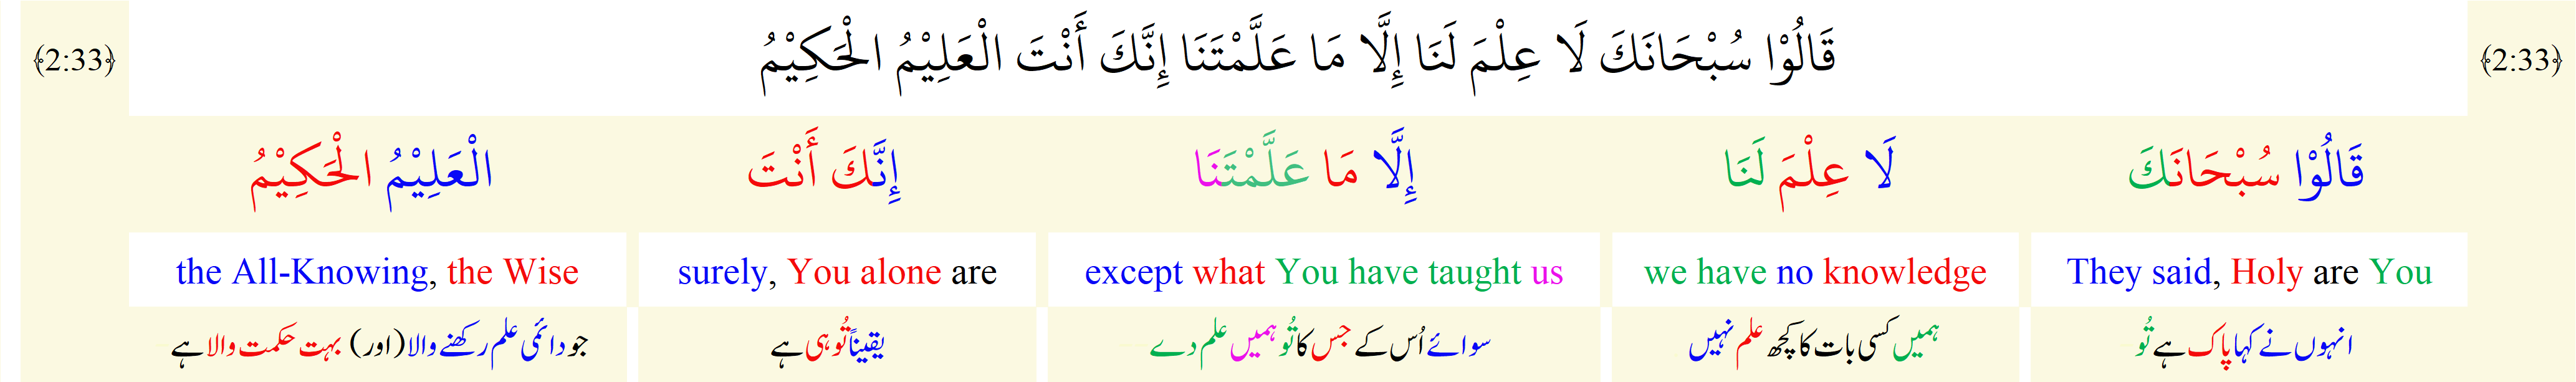 ﴿2:33﴾ قَالُوْا سُبْحَانَكَ لَا عِلْمَ لَنَا إِلَّا مَا عَلَّمْتَنَا إِنَّكَ أَنْتَ الْعَلِيْمُ الْحَكِيْمُ ﴿2:33﴾
قَالُوْا سُبْحَانَكَ
لَا عِلْمَ لَنَا
إِلَّا مَا عَلَّمْتَنَا
إِنَّكَ أَنْتَ
الْعَلِيْمُ الْحَكِيْمُ
They said, Holy are You
we have no knowledge
except what You have taught us
surely, You alone are
the All-Knowing, the Wise
انہوں نے کہا پاک ہے تُو
ہمیں کسی بات کا کچھ علم نہیں
سوائے اُس کے جس کا تُو ہمیں علم دے
یقیناً تُو ہی ہے
جو دائمی علم رکھنے والا (اور) بہت حکمت والا ہے